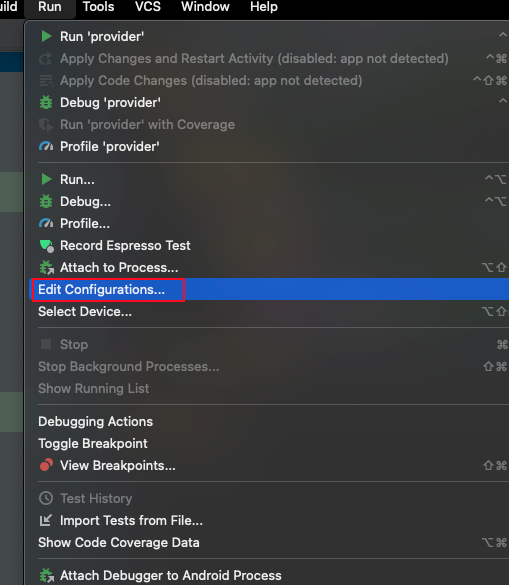 uild Run Tools VCS Window Help
Run 'provider' ^
Apply Changes and Restart Activity (disabled: app not detected) ^⌘
Apply Code Changes (disabled: app not detected) ^⇧⌘
Debug 'provider' ^
Run 'provider' with Coverage
Profile 'provider'
Run... ^⌥
Debug... ^⌥
Profile...
Record Espresso Test
Attach to Process... ⌥⇧
Edit Configurations...
Select Device... ⌥⇧
Stop ⌘
Stop Background Processes... ⇧⌘
Show Running List
Debugging Actions
Toggle Breakpoint
View Breakpoints... ⇧⌘
Test History
Import Tests from File...
Show Code Coverage Data ⌥⌘
Attach Debugger to Android Process